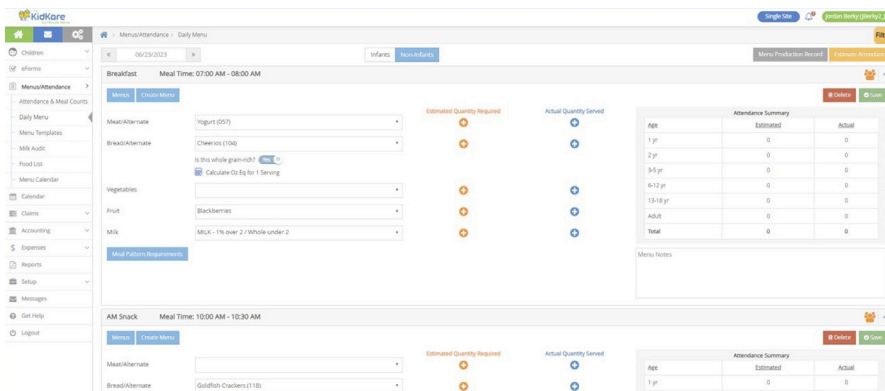 KidKare
Single Site
Jordan Berky (JBerky2_
Menus/Attendance > Daily Menu
Filt
Children
eForms
Menus/Attendance
Attendance & Meal Counts
Daily Menu
Menu Templates
Milk Audit
Food List
Menu Calendar
Calendar
Claims
Accounting
Expenses
Reports
Setup
Messages
Get Help
Logout
« 06/23/2023 »
Infants Non-Infants
Menu Production Record Estimate Attendanc
Breakfast Meal Time: 07:00 AM - 08:00 AM
Menus Create Menu
Delete Save
Estimated Quantity Required Actual Quantity Served
Meat/Alternate Yogurt (057)
Bread/Alternate Cheerios (104)
Is this whole grain-rich? Yes
Calculate Oz Eq for 1 Serving
Vegetables
Fruit Blackberries
Milk MILK - 1% over 2 / Whole under 2
Meal Pattern Requirements
Attendance Summary
Age Estimated Actual
1 yr 0 0
2 yr 0 0
3-5 yr 0 0
6-12 yr 0 0
13-18 yr 0 0
Adult 0 0
Total 0 0
Menu Notes
AM Snack Meal Time: 10:00 AM - 10:30 AM
Menus Create Menu
Delete Save
Estimated Quantity Required Actual Quantity Served
Meat/Alternate
Bread/Alternate Goldfish Crackers (118)
Attendance Summary
Age Estimated Actual
1 yr 0 0